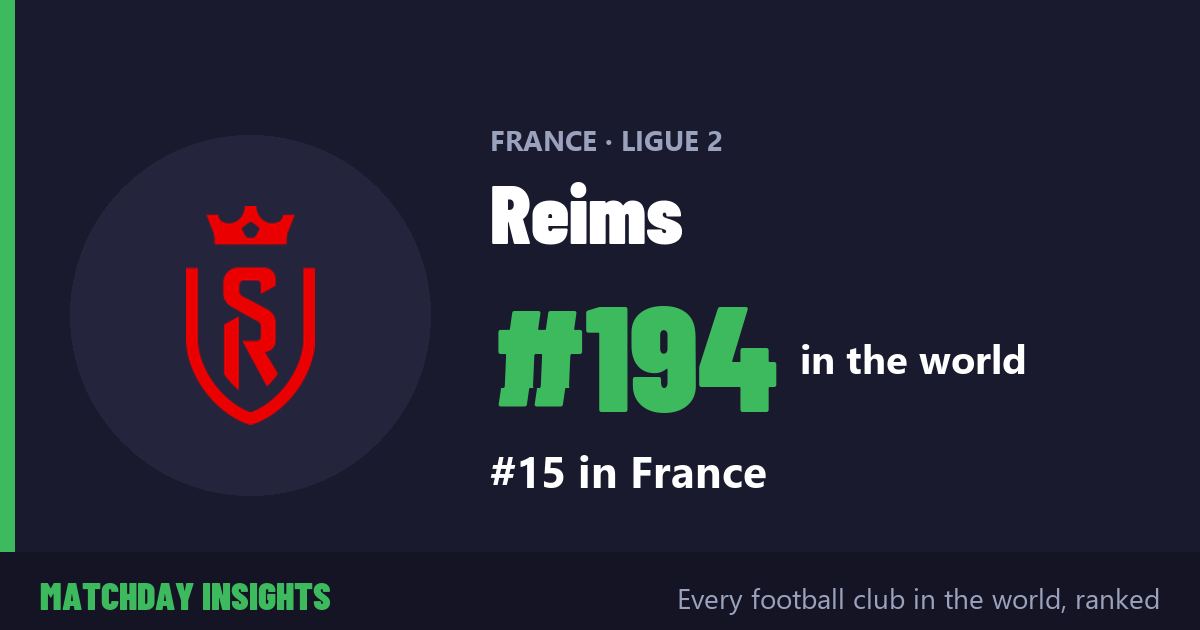 FRANCE · LIGUE 2
Reims
#194 in the world
#15 in France
SR
MATCHDAY INSIGHTS
Every football club in the world, ranked